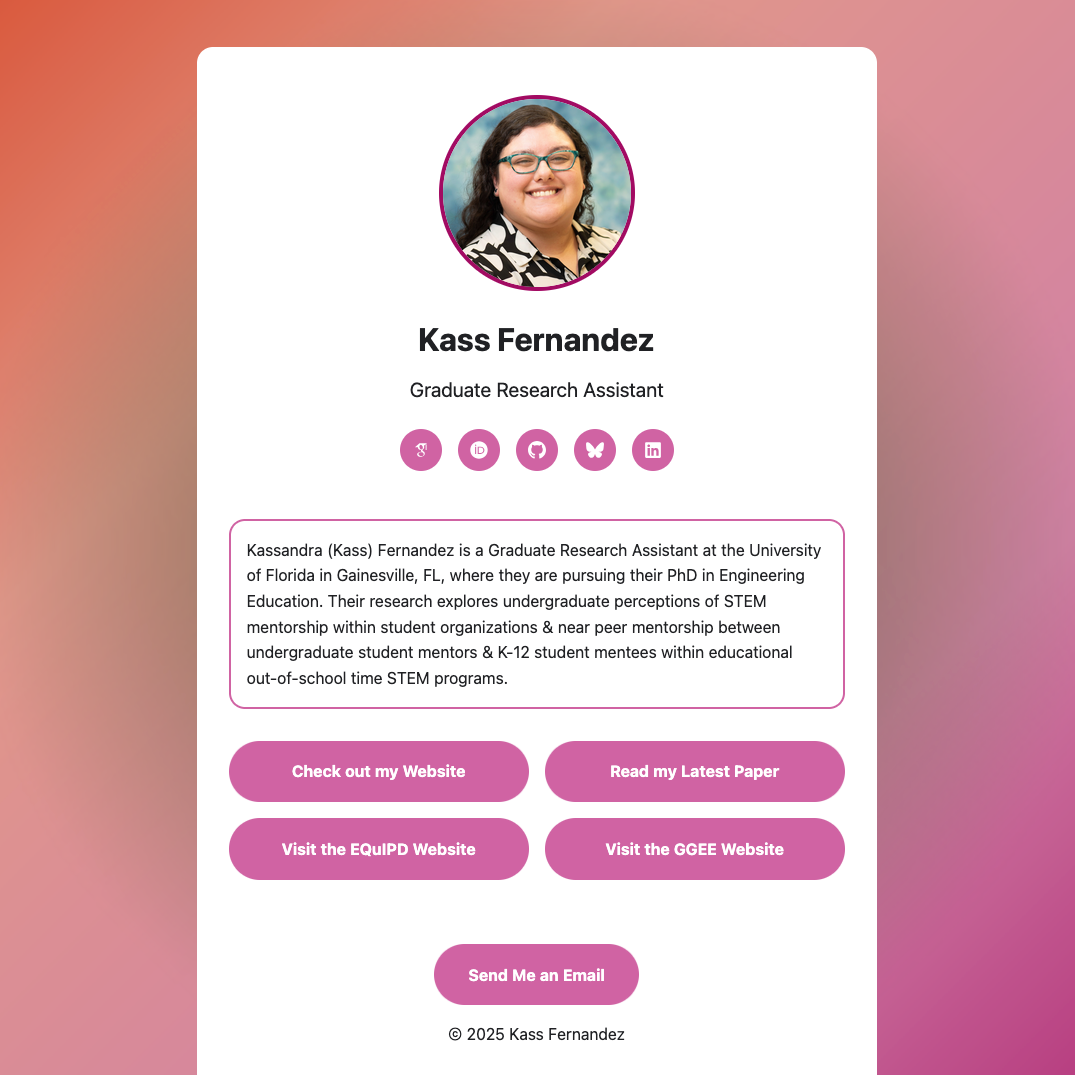 Kass Fernandez
Graduate Research Assistant
iD
in
Kassandra (Kass) Fernandez is a Graduate Research Assistant at the University
of Florida in Gainesville, FL, where they are pursuing their PhD in Engineering
Education. Their research explores undergraduate perceptions of STEM
mentorship within student organizations & near peer mentorship between
undergraduate student mentors & K-12 student mentees within educational
out-of-school time STEM programs.
Check out my Website
Read my Latest Paper
Visit the EQuIPD Website
Visit the GGEE Website
Send Me an Email
© 2025 Kass Fernandez